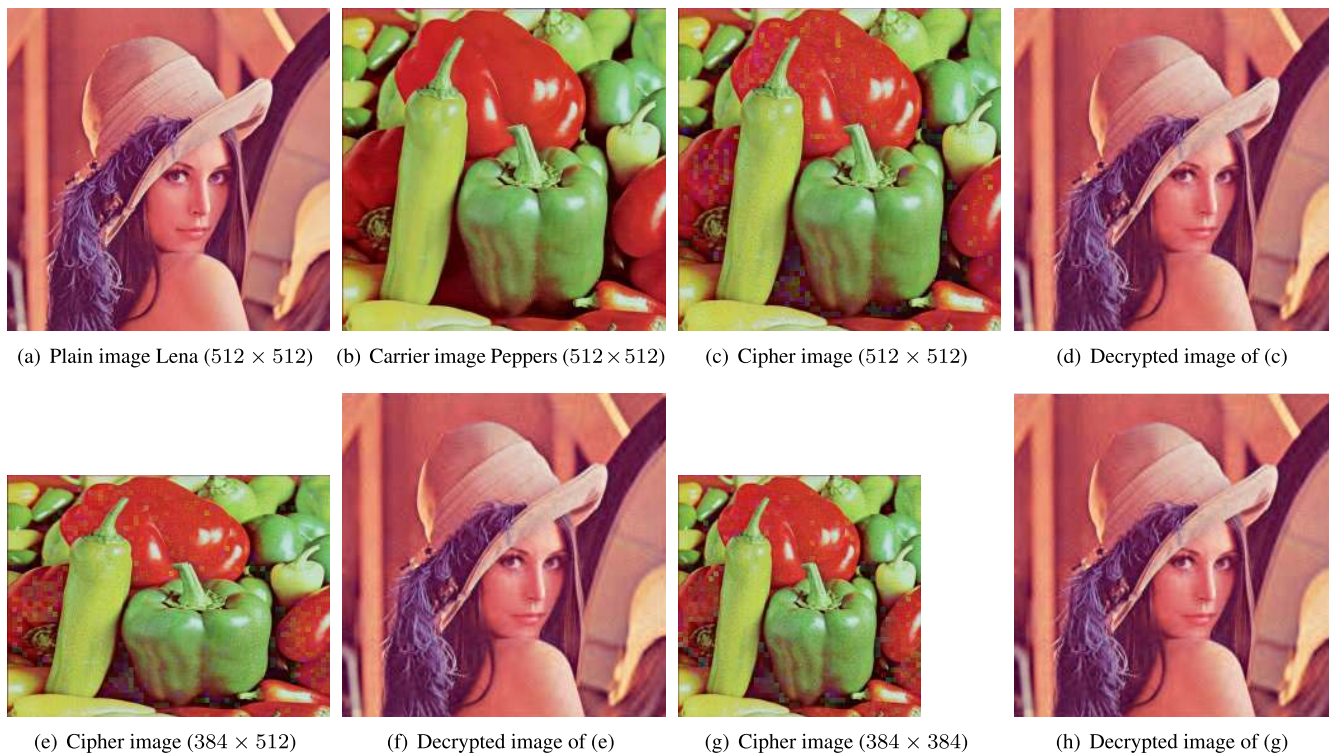 (a) Plain image Lena (512 × 512)
(b) Carrier image Peppers (512×512)
(c) Cipher image (512 × 512)
(d) Decrypted image of (c)
(e) Cipher image (384 × 512)
(f) Decrypted image of (e)
(g) Cipher image (384 × 384)
(h) Decrypted image of (g)